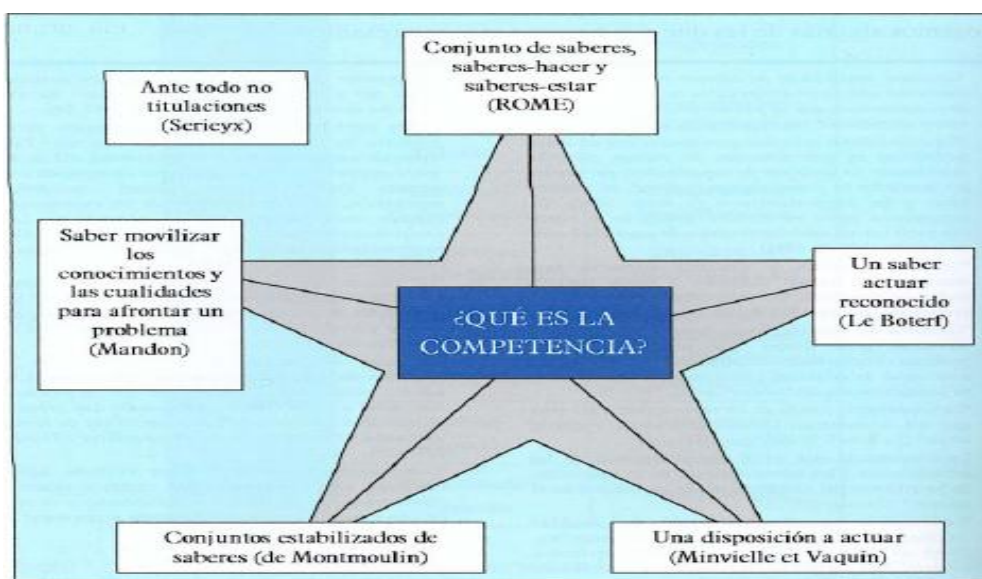 Conjunto de saberes,
saberes-hacer y
saberes-estar
(ROME)
Ante todo no
titulaciones
(Serieyx)
Saber movilizar
los
conocimientos y
las cualidades
para afrontar un
problema
(Mandon)
Un saber
actuar
reconocido
(Le Boterf)
¿QUÉ ES LA
COMPETENCIA?
Conjuntos estabilizados de
saberes (de Montmoulin)
Una disposición a actuar
(Minvielle et Vaquin)